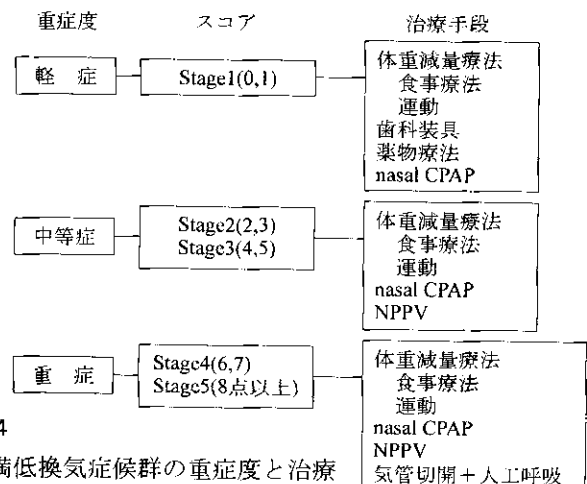 重症度 スコア 治療手段
軽 症 Stage1(0,1)
体重減量療法
食事療法
運動
歯科装具
薬物療法
nasal CPAP
中等症
Stage2(2,3)
Stage3(4,5)
体重減量療法
食事療法
運動
nasal CPAP
NPPV
重 症
Stage4(6,7)
Stage5(8点以上)
体重減量療法
食事療法
運動
nasal CPAP
NPPV
気管切開+人工呼吸
4
満低換気症候群の重症度と治療